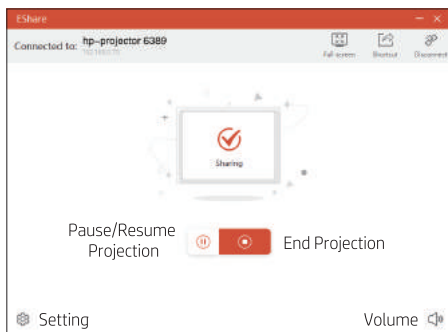 EShare
Connected to: hp-projector 6389
Full screen
Shortcut
Disconnect
Sharing
Pause/Resume
Projection
End Projection
Setting
Volume